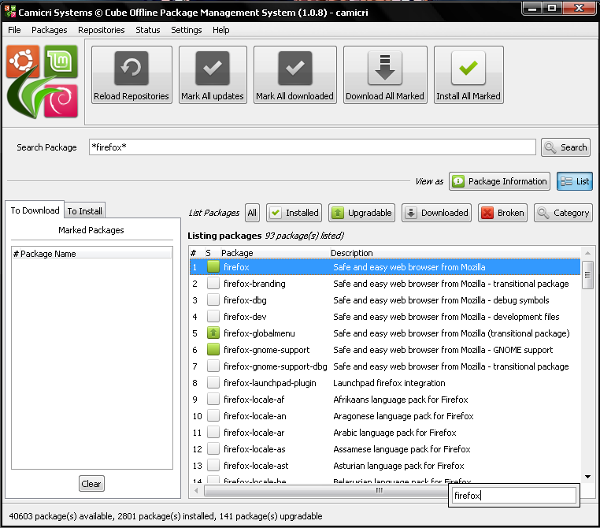 Camicri Systems © Cube Offline Package Management System (1.0.8) - camicri
File Packages Repositories Status Settings Help
Reload Repositories Mark All updates Mark All downloaded Download All Marked Install All Marked
Search Package *firefox* Search
View as Package Information List
To Download To Install
Marked Packages
# Package Name
Clear
List Packages All Installed Upgradable Downloaded Broken Category
Listing packages 93 package(s) listed)
# S Package Description
1 firefox Safe and easy web browser from Mozilla
2 firefox-branding Safe and easy web browser from Mozilla - transitional package
3 firefox-dbg Safe and easy web browser from Mozilla - debug symbols
4 firefox-dev Safe and easy web browser from Mozilla - development files
5 firefox-globalmenu Safe and easy web browser from Mozilla (transitional package)
6 firefox-gnome-support Safe and easy web browser from Mozilla - GNOME support
7 firefox-gnome-support-dbg Safe and easy web browser from Mozilla - transitional package
8 firefox-launchpad-plugin Launchpad firefox integration
9 firefox-locale-af Afrikaans language pack for Firefox
10 firefox-locale-an Aragonese language pack for Firefox
11 firefox-locale-ar Arabic language pack for Firefox
12 firefox-locale-as Assamese language pack for Firefox
13 firefox-locale-ast Asturian language pack for Firefox
14 firefox-locale-be Belarusian language pack for Firefox
firefox
40603 package(s) available, 2801 package(s) installed, 141 package(s) upgradable